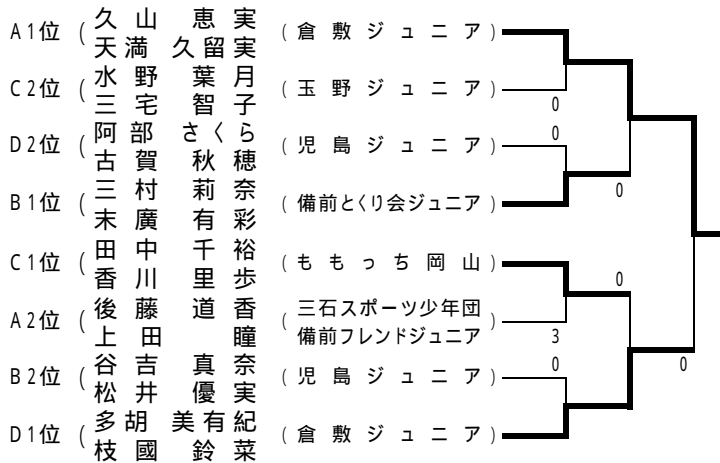 久山 恵実
A1位 ( ( 倉敷ジュニア )
天満 久留実
水野 葉月
C2位 ( ( 玉野ジュニア )
三宅 智子
0
阿部 さくら
0
D2位 ( ( 児島ジュニア )
古賀 秋穂
三村 莉奈
0
B1位 ( ( 備前とくり会ジュニア )
末廣 有彩
田中 千裕
C1位 ( ( ももっち岡山 )
0
香川 里歩
後藤 道香 三石スポーツ少年団
A2位 ( (
上田 瞳 備前フレンドジュニア )
3
谷吉 真奈
0
0
B2位 ( ( 児島ジュニア )
松井 優実
多胡 美有紀
D1位 ( ( 倉敷ジュニア )
枝國 鈴菜